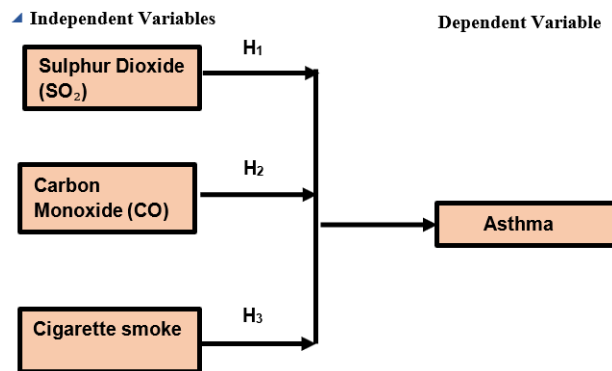 Independent Variables
Dependent Variable
H₁
Sulphur Dioxide
(SO₂)
H₂
Carbon
Monoxide (CO)
Asthma
H₃
Cigarette smoke